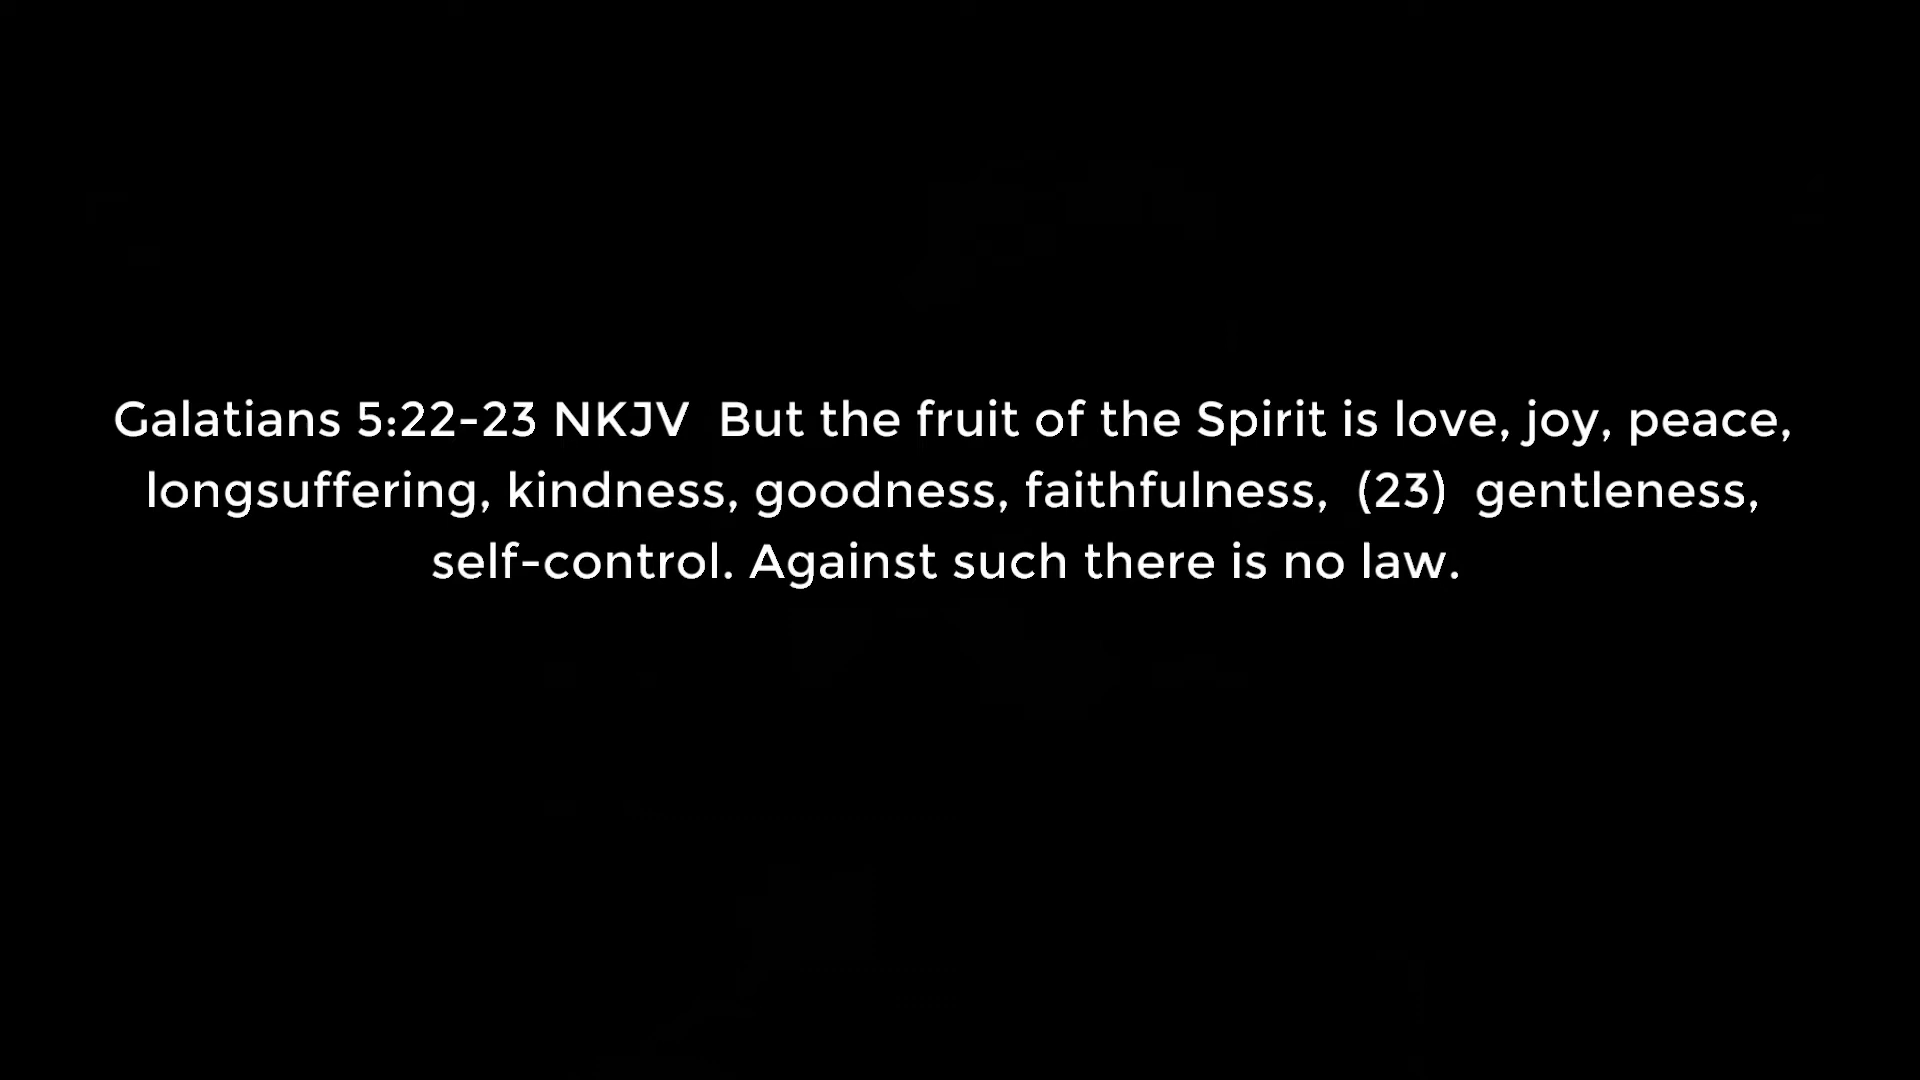 Galatians 5:22-23 NKJV  But the fruit of the Spirit is love, joy, peace,
longsuffering, kindness, goodness, faithfulness,  (23)  gentleness,
self-control. Against such there is no law.